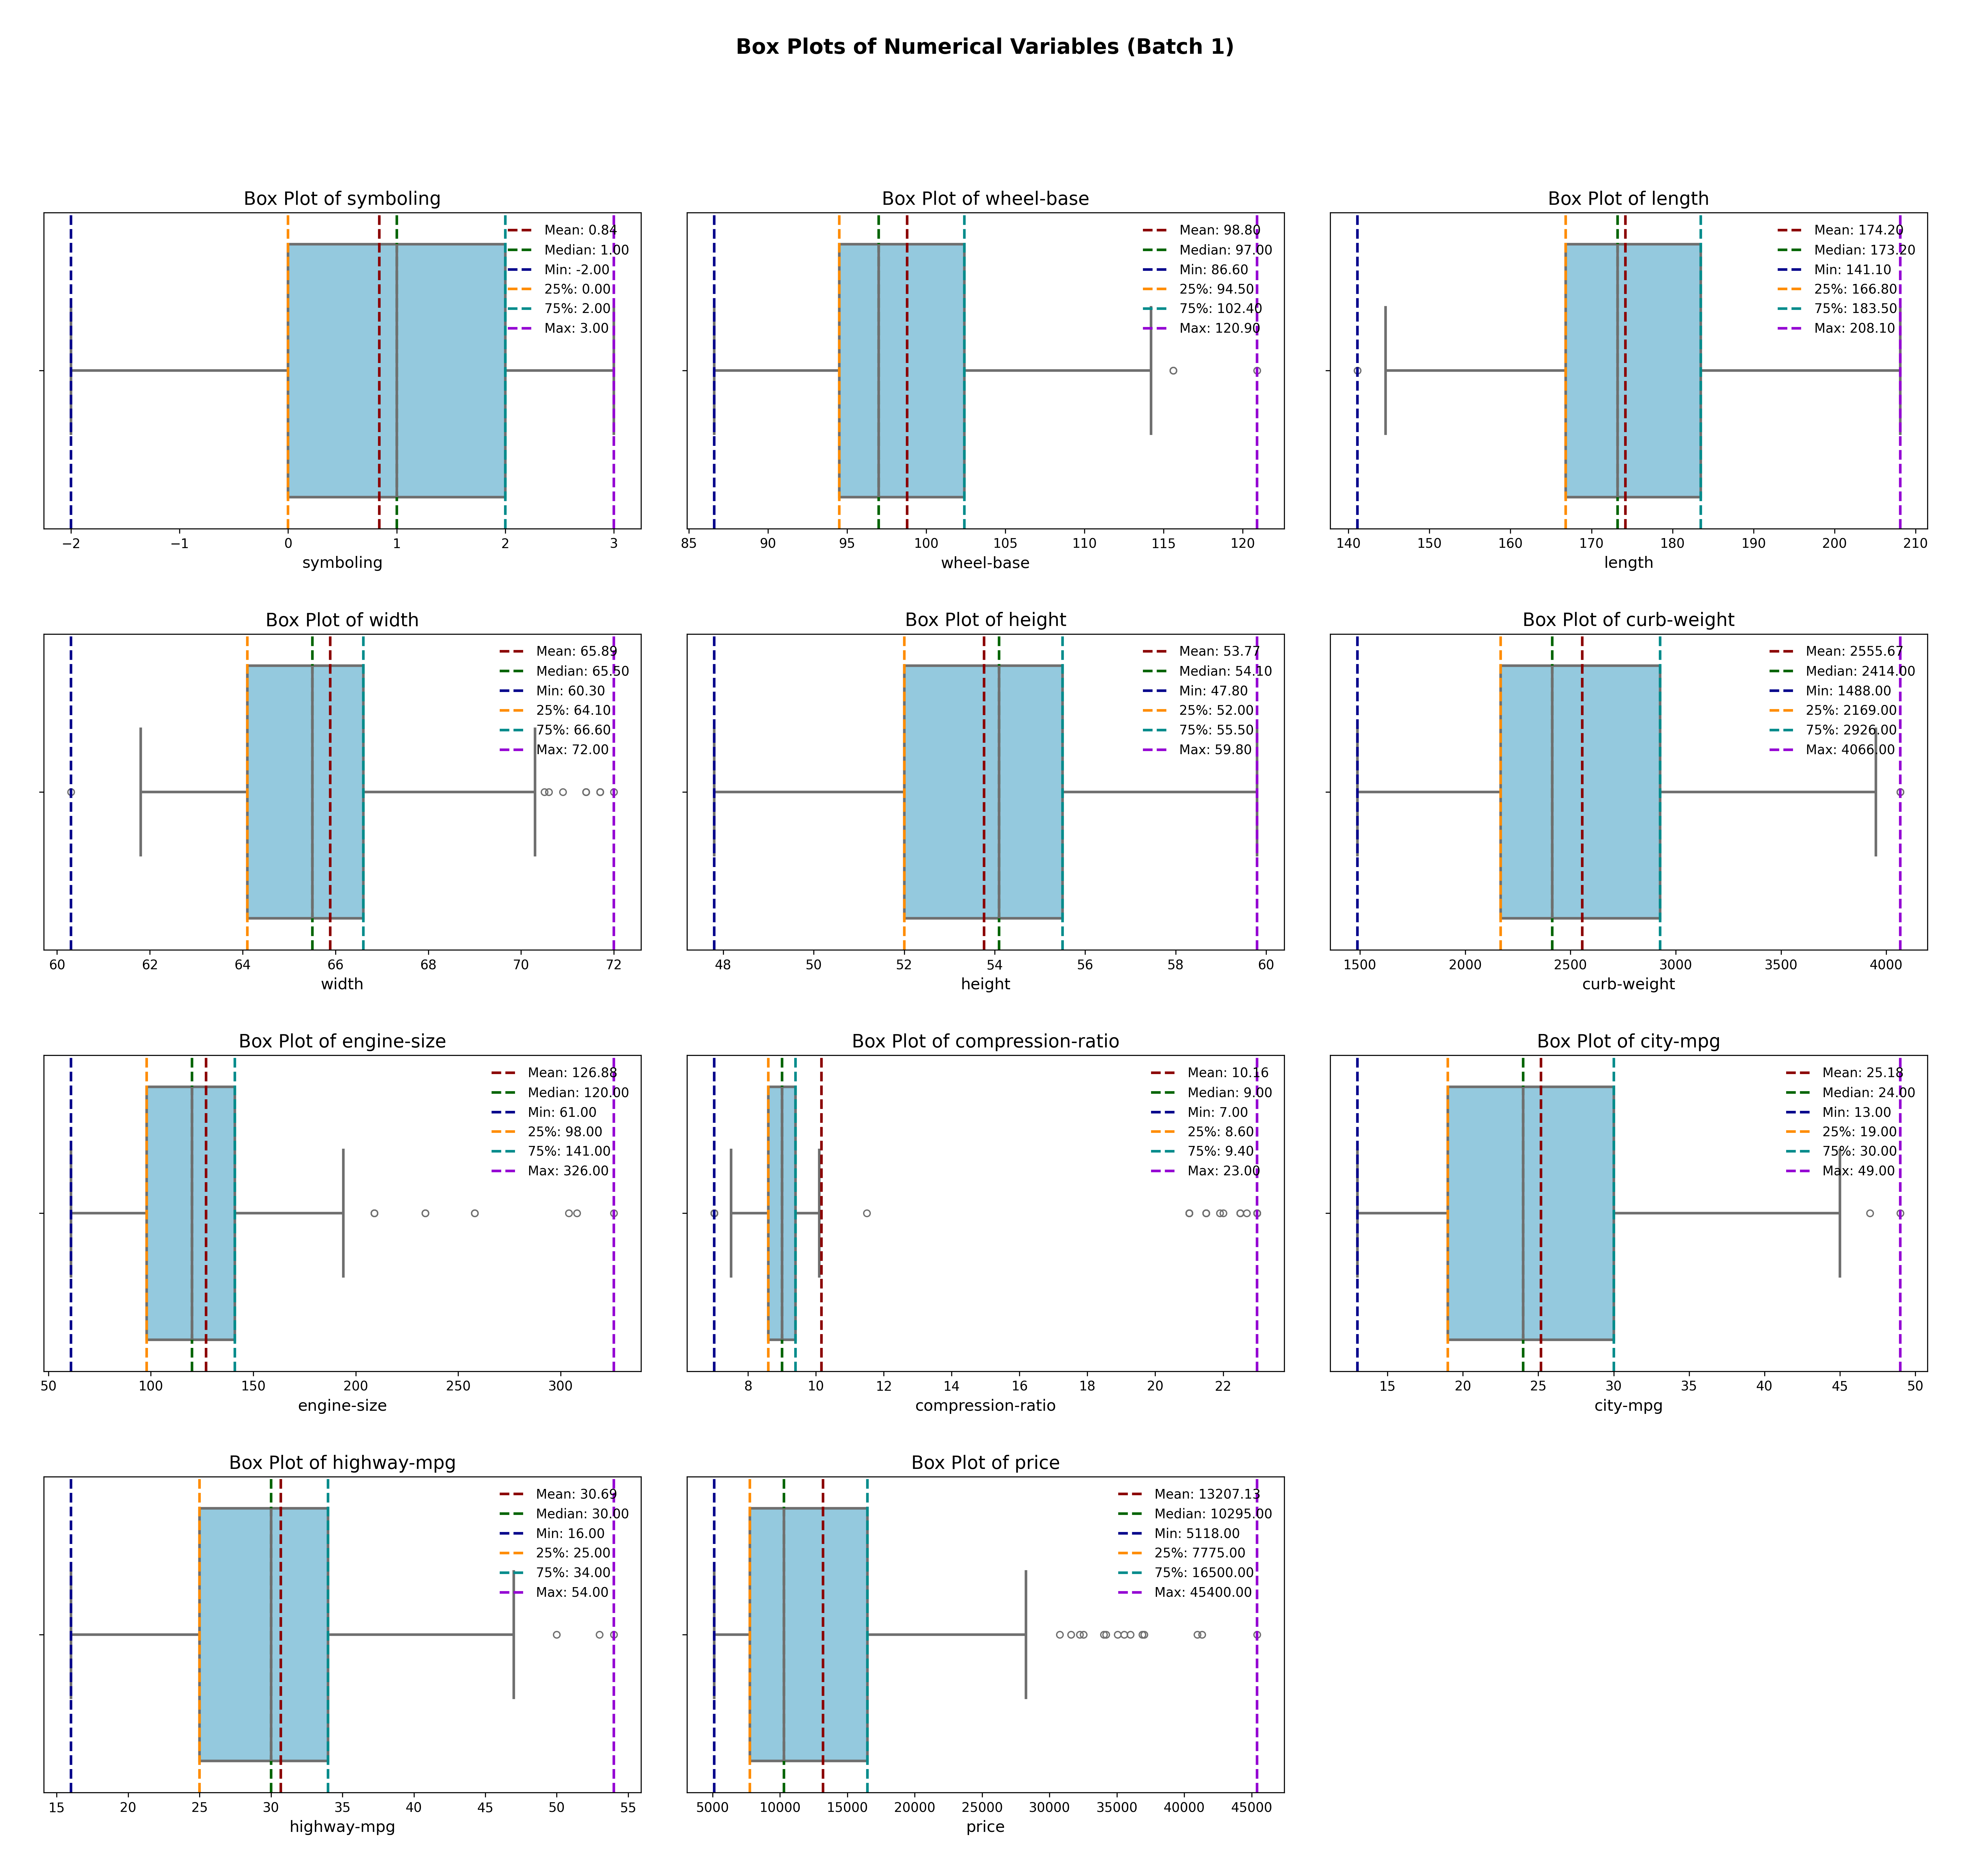 Box Plots of Numerical Variables (Batch 1)
Box Plot of symboling
Mean: 0.84
Median: 1.00
Min: -2.00
25%: 0.00
75%: 2.00
Max: 3.00
−2 −1 0 1 2 3
symboling
Box Plot of wheel-base
Mean: 98.80
Median: 97.00
Min: 86.60
25%: 94.50
75%: 102.40
Max: 120.90
85 90 95 100 105 110 115 120
wheel-base
Box Plot of length
Mean: 174.20
Median: 173.20
Min: 141.10
25%: 166.80
75%: 183.50
Max: 208.10
140 150 160 170 180 190 200 210
length
Box Plot of width
Mean: 65.89
Median: 65.50
Min: 60.30
25%: 64.10
75%: 66.60
Max: 72.00
60 62 64 66 68 70 72
width
Box Plot of height
Mean: 53.77
Median: 54.10
Min: 47.80
25%: 52.00
75%: 55.50
Max: 59.80
48 50 52 54 56 58 60
height
Box Plot of curb-weight
Mean: 2555.67
Median: 2414.00
Min: 1488.00
25%: 2169.00
75%: 2926.00
Max: 4066.00
1500 2000 2500 3000 3500 4000
curb-weight
Box Plot of engine-size
Mean: 126.88
Median: 120.00
Min: 61.00
25%: 98.00
75%: 141.00
Max: 326.00
50 100 150 200 250 300
engine-size
Box Plot of compression-ratio
Mean: 10.16
Median: 9.00
Min: 7.00
25%: 8.60
75%: 9.40
Max: 23.00
8 10 12 14 16 18 20 22
compression-ratio
Box Plot of city-mpg
Mean: 25.18
Median: 24.00
Min: 13.00
25%: 19.00
75%: 30.00
Max: 49.00
15 20 25 30 35 40 45 50
city-mpg
Box Plot of highway-mpg
Mean: 30.69
Median: 30.00
Min: 16.00
25%: 25.00
75%: 34.00
Max: 54.00
15 20 25 30 35 40 45 50 55
highway-mpg
Box Plot of price
Mean: 13207.13
Median: 10295.00
Min: 5118.00
25%: 7775.00
75%: 16500.00
Max: 45400.00
5000 10000 15000 20000 25000 30000 35000 40000 45000
price